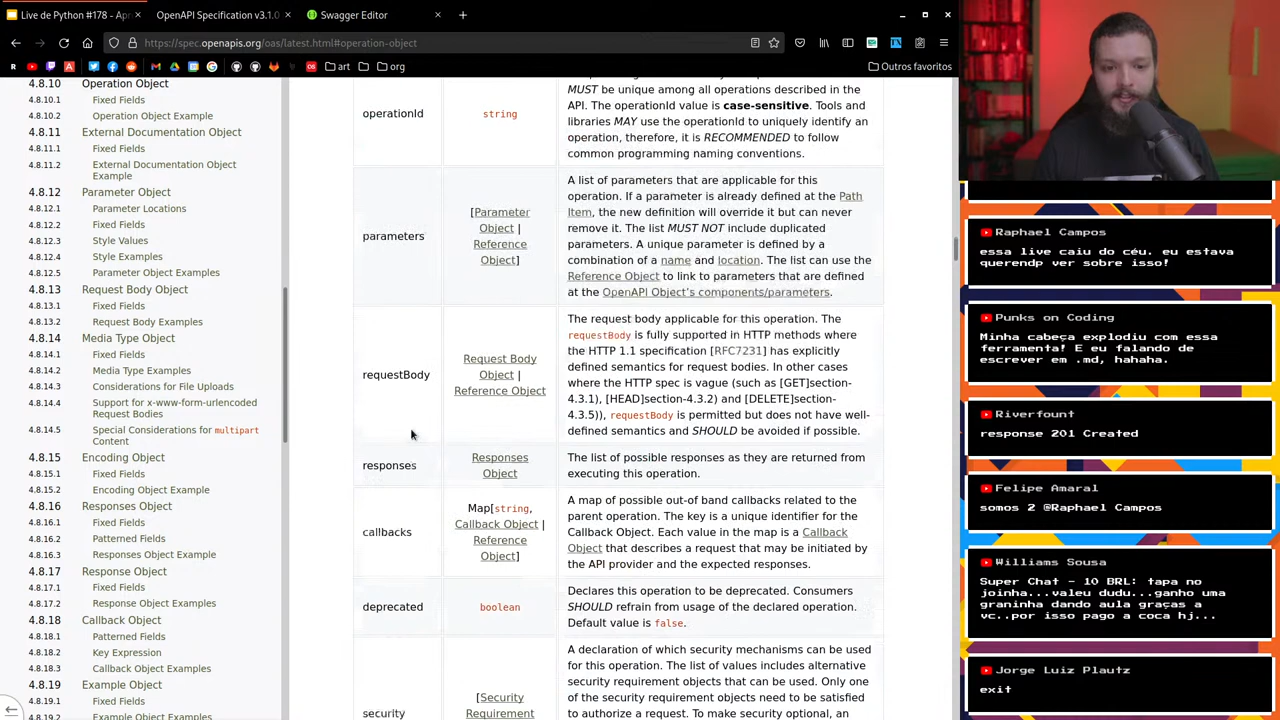 Live de Python #178 - Apr
OpenAPI Specification v3.1.0
Swagger Editor
https://spec.openapis.org/oas/latest.html#operation-object
art
org
Outros favoritos
4.8.10 Operation Object
4.8.10.1 Fixed Fields
4.8.10.2 Operation Object Example
4.8.11 External Documentation Object
4.8.11.1 Fixed Fields
4.8.11.2 External Documentation Object
Example
4.8.12 Parameter Object
4.8.12.1 Parameter Locations
4.8.12.2 Fixed Fields
4.8.12.3 Style Values
4.8.12.4 Style Examples
4.8.12.5 Parameter Object Examples
4.8.13 Request Body Object
4.8.13.1 Fixed Fields
4.8.13.2 Request Body Examples
4.8.14 Media Type Object
4.8.14.1 Fixed Fields
4.8.14.2 Media Type Examples
4.8.14.3 Considerations for File Uploads
4.8.14.4 Support for x-www-form-urlencoded
Request Bodies
4.8.14.5 Special Considerations for multipart
Content
4.8.15 Encoding Object
4.8.15.1 Fixed Fields
4.8.15.2 Encoding Object Example
4.8.16 Responses Object
4.8.16.1 Fixed Fields
4.8.16.2 Patterned Fields
4.8.16.3 Responses Object Example
4.8.17 Response Object
4.8.17.1 Fixed Fields
4.8.17.2 Response Object Examples
4.8.18 Callback Object
4.8.18.1 Patterned Fields
4.8.18.2 Key Expression
4.8.18.3 Callback Object Examples
4.8.19 Example Object
4.8.19.1 Fixed Fields
4.8.19.2 Example Object Examples
operationId
string
MUST be unique among all operations described in the
API. The operationId value is case-sensitive. Tools and
libraries MAY use the operationId to uniquely identify an
operation, therefore, it is RECOMMENDED to follow
common programming naming conventions.
parameters
[Parameter
Object |
Reference
Object]
A list of parameters that are applicable for this
operation. If a parameter is already defined at the Path
Item, the new definition will override it but can never
remove it. The list MUST NOT include duplicated
parameters. A unique parameter is defined by a
combination of a name and location. The list can use the
Reference Object to link to parameters that are defined
at the OpenAPI Object's components/parameters.
requestBody
Request Body
Object |
Reference Object
The request body applicable for this operation. The
requestBody is fully supported in HTTP methods where
the HTTP 1.1 specification [RFC7231] has explicitly
defined semantics for request bodies. In other cases
where the HTTP spec is vague (such as [GET]section-
4.3.1), [HEAD]section-4.3.2) and [DELETE]section-
4.3.5)), requestBody is permitted but does not have well-
defined semantics and SHOULD be avoided if possible.
responses
Responses
Object
The list of possible responses as they are returned from
executing this operation.
callbacks
Map[string,
Callback Object |
Reference
Object]
A map of possible out-of band callbacks related to the
parent operation. The key is a unique identifier for the
Callback Object. Each value in the map is a Callback
Object that describes a request that may be initiated by
the API provider and the expected responses.
deprecated
boolean
Declares this operation to be deprecated. Consumers
SHOULD refrain from usage of the declared operation.
Default value is false.
security
[Security
Requirement
A declaration of which security mechanisms can be used
for this operation. The list of values includes alternative
security requirement objects that can be used. Only one
of the security requirement objects need to be satisfied
to authorize a request. To make security optional, an
Raphael Campos
essa live caiu do céu. eu estava
querendp ver sobre isso!
Punks on Coding
Minha cabeça explodiu com essa
ferramenta! E eu falando de
escrever em .md, hahaha.
Riverfount
response 201 Created
Felipe Amaral
somos 2 @Raphael Campos
Williams Sousa
Super Chat - 10 BRL: tapa no
joinha...valeu dudu...ganho uma
graninha dando aula graças a
vc..por isso pago a coca hj...
Jorge Luiz Plautz
exit